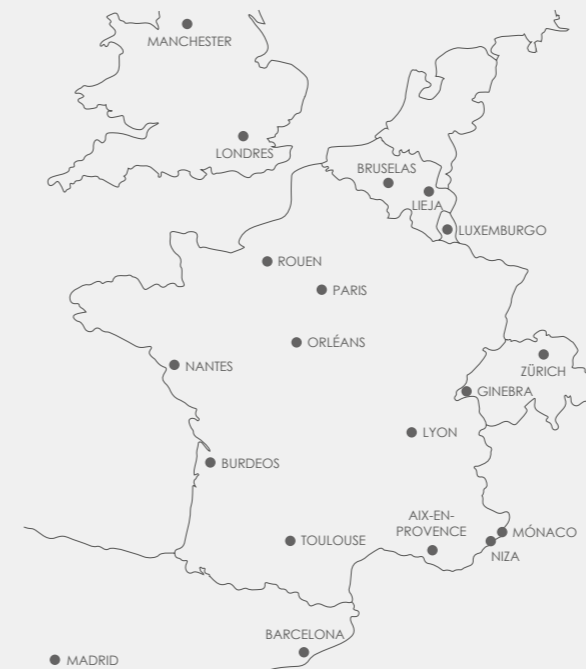 MANCHESTER
LONDRES
BRUSELAS
LIEJA
LUXEMBURGO
ROUEN
PARIS
ORLÉANS
NANTES
ZÜRICH
GINEBRA
LYON
BURDEOS
AIX-EN-
PROVENCE
MÓNACO
TOULOUSE
NIZA
BARCELONA
MADRID